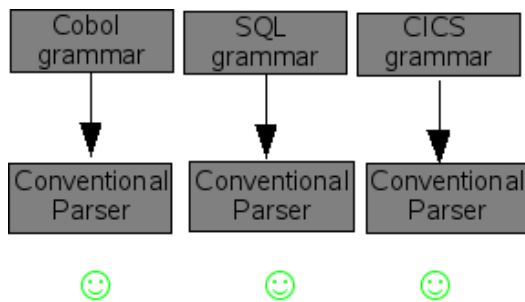 Cobol
grammar
SQL
grammar
CICS
grammar
Conventional
Parser
Conventional
Parser
Conventional
Parser